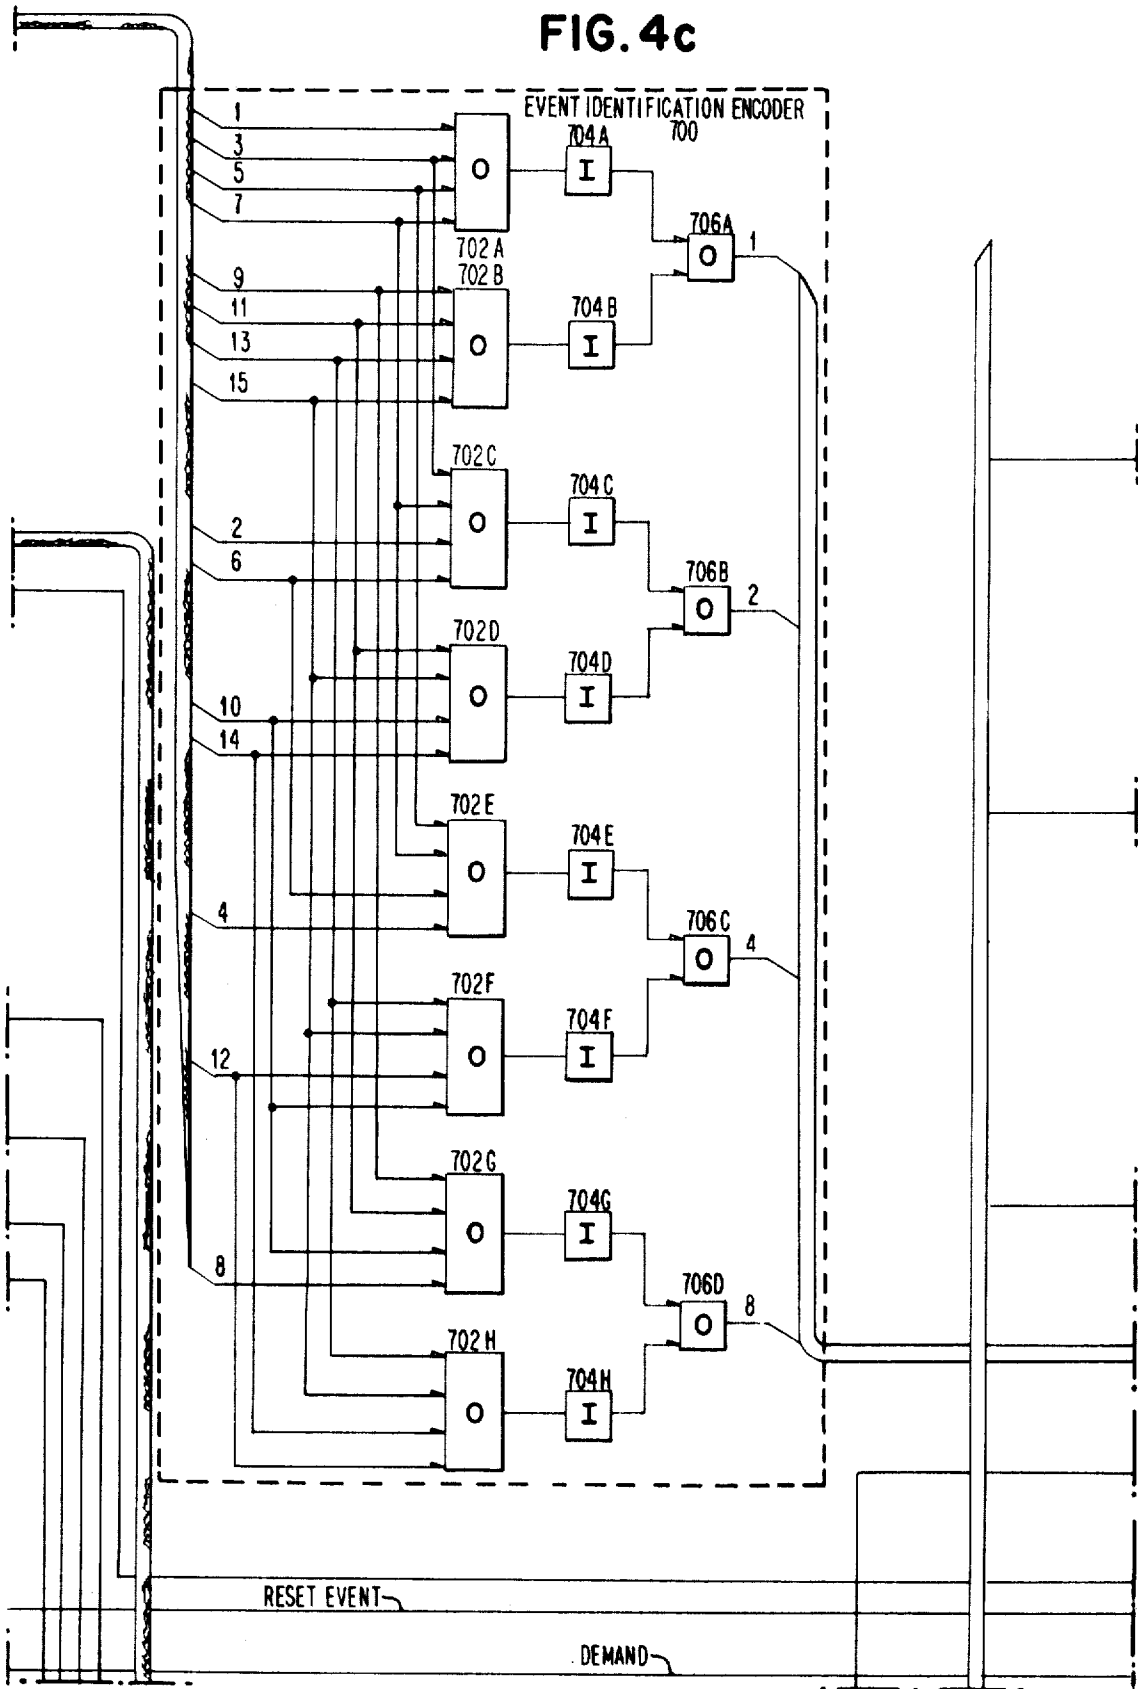 FIG. 4c
EVENT IDENTIFICATION ENCODER
700
1
3
5
7
O
702A
704A
I
706A
O
1
9
11
13
15
702B
O
704B
I
702C
O
704C
I
2
6
706B
O
2
702D
O
704D
I
10
14
702E
O
704E
I
4
706C
O
4
702F
O
704F
I
12
702G
O
704G
I
8
706D
O
8
702H
O
704H
I
RESET EVENT
DEMAND